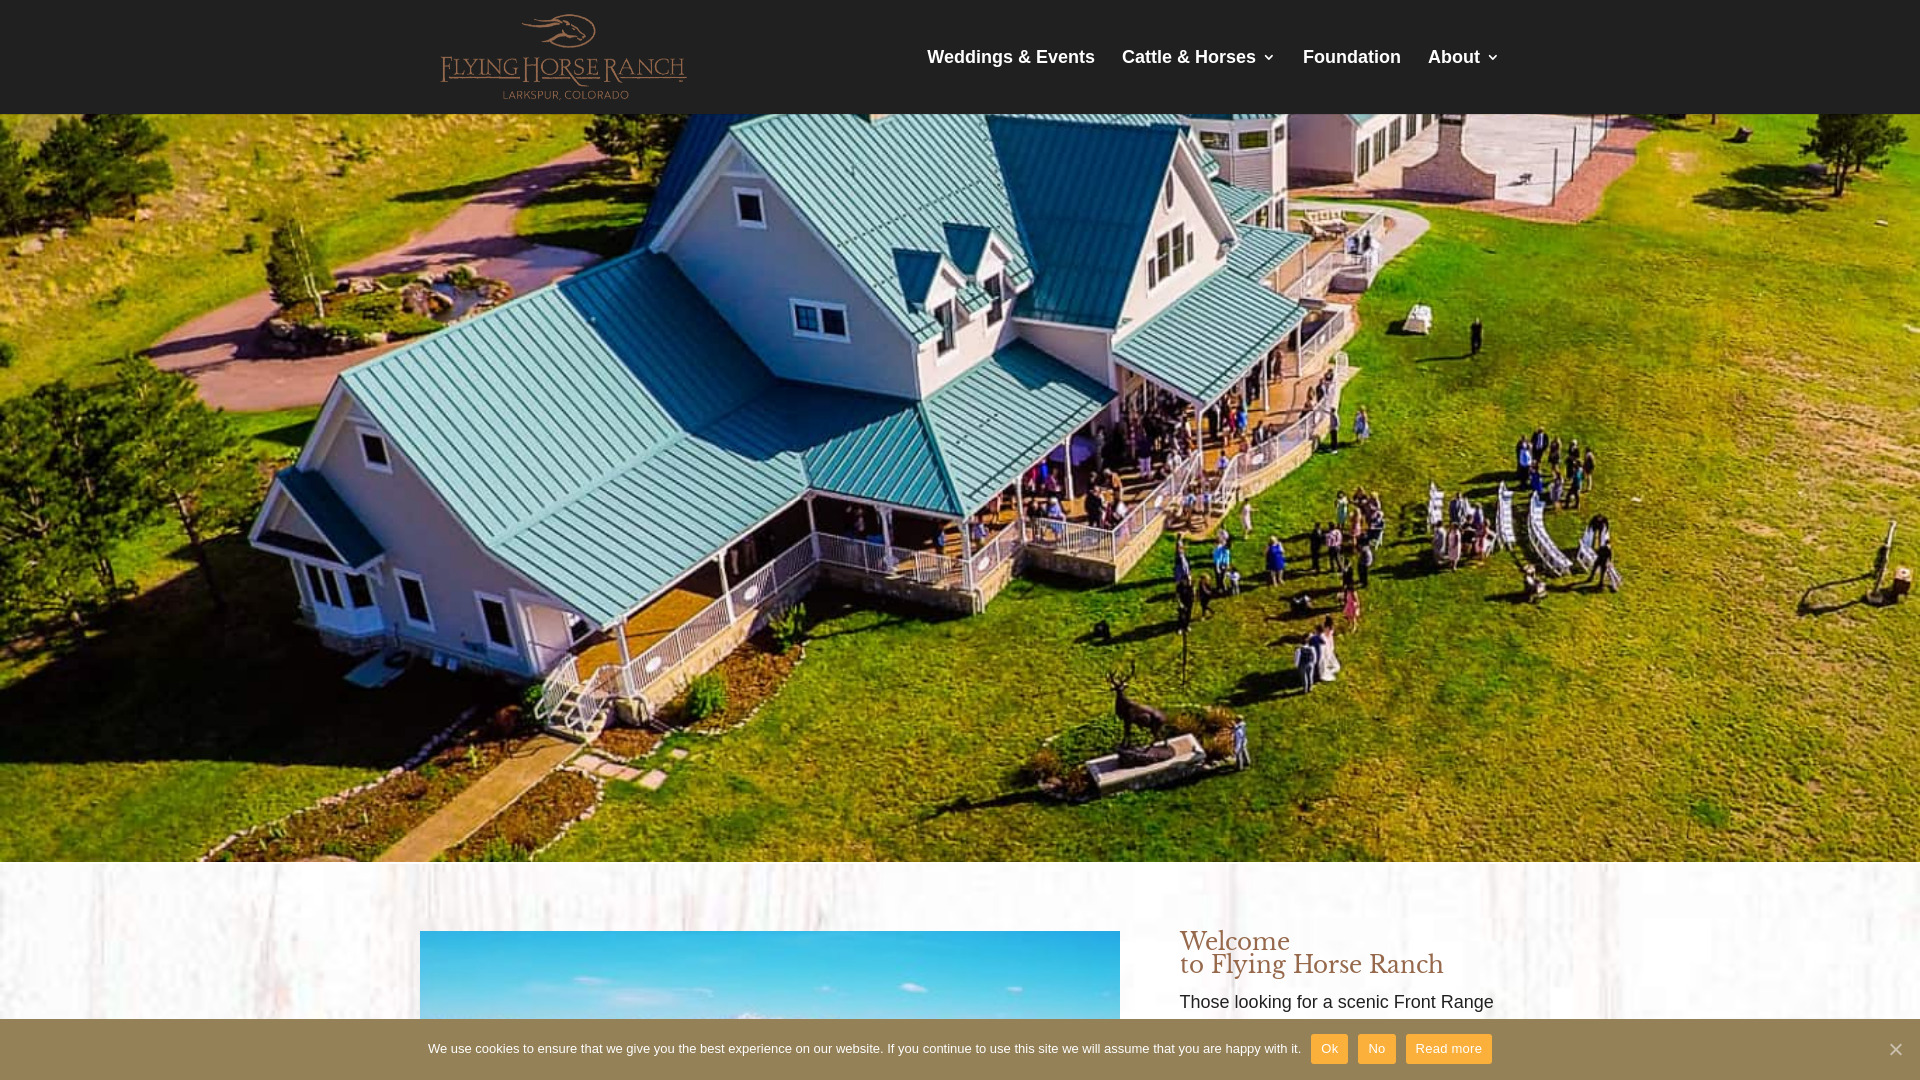 FLYING HORSE RANCH
LARKSPUR, COLORADO
Weddings & Events
Cattle & Horses
Foundation
About
Welcome
to Flying Horse Ranch
Those looking for a scenic Front Range
We use cookies to ensure that we give you the best experience on our website. If you continue to use this site we will assume that you are happy with it.
Ok
No
Read more